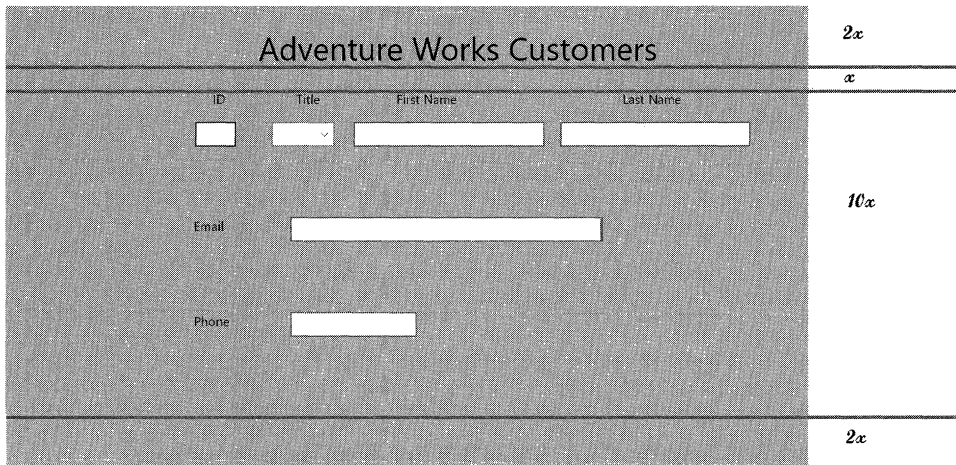 Adventure Works Customers
2x
x
ID Title First Name Last Name
10x
Email
Phone
2x